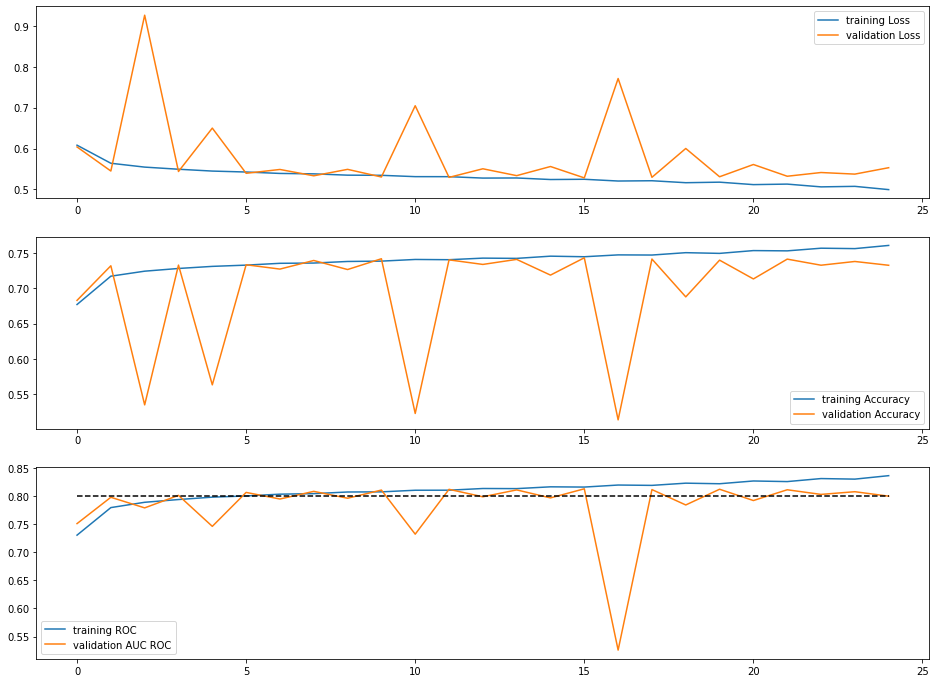 0.9
0.8
0.7
0.6
0.5
training Loss
validation Loss
0 5 10 15 20 25
0.75
0.70
0.65
0.60
0.55
training Accuracy
validation Accuracy
0 5 10 15 20 25
0.85
0.80
0.75
0.70
0.65
0.60
0.55
training ROC
validation AUC ROC
0 5 10 15 20 25